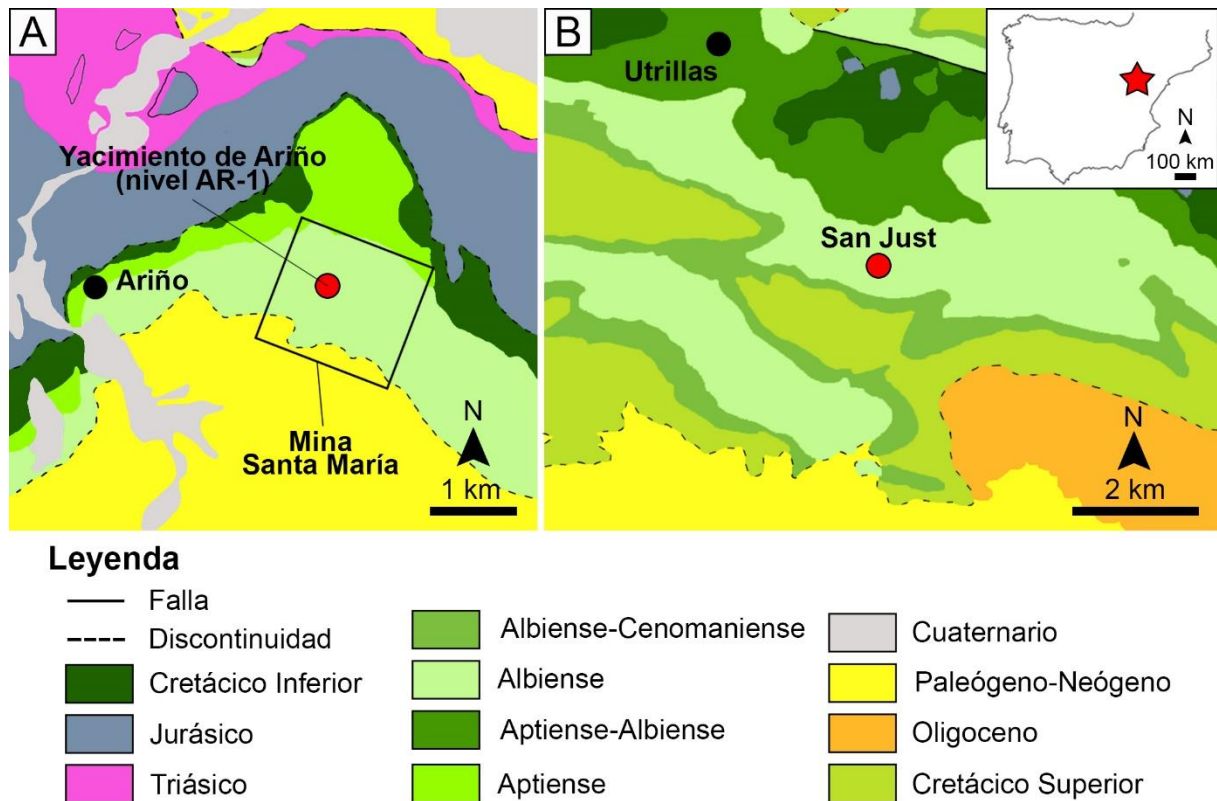 A
Yacimiento de Ariño
(nivel AR-1)
Ariño
Mina
Santa María
N
1 km
B
Utrillas
San Just
N
2 km
N
100 km
Leyenda
Falla
Discontinuidad
Cretácico Inferior
Jurásico
Triásico
Albiense-Cenomaniense
Albiense
Aptiense-Albiense
Aptiense
Cuaternario
Paleógeno-Neógeno
Oligoceno
Cretácico Superior